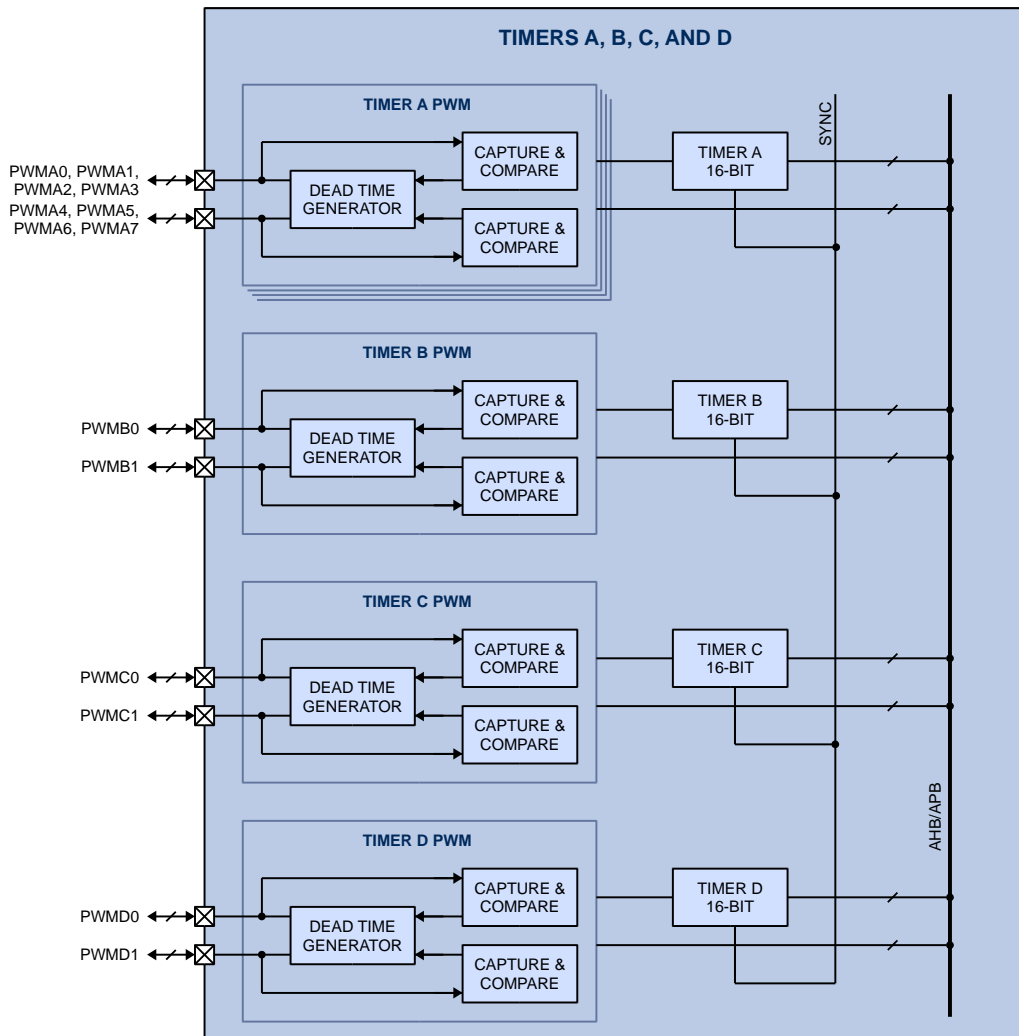 TIMERS A, B, C, AND D
TIMER A PWM
SYNC
CAPTURE &
COMPARE
TIMER A
16-BIT
PWMA0, PWMA1,
PWMA2, PWMA3
DEAD TIME
GENERATOR
PWMA4, PWMA5,
PWMA6, PWMA7
CAPTURE &
COMPARE
TIMER B PWM
CAPTURE &
COMPARE
TIMER B
16-BIT
PWMB0
DEAD TIME
GENERATOR
PWMB1
CAPTURE &
COMPARE
TIMER C PWM
CAPTURE &
COMPARE
TIMER C
16-BIT
PWMC0
DEAD TIME
GENERATOR
PWMC1
CAPTURE &
COMPARE
AHB/APB
TIMER D PWM
CAPTURE &
COMPARE
TIMER D
16-BIT
PWMD0
DEAD TIME
GENERATOR
PWMD1
CAPTURE &
COMPARE